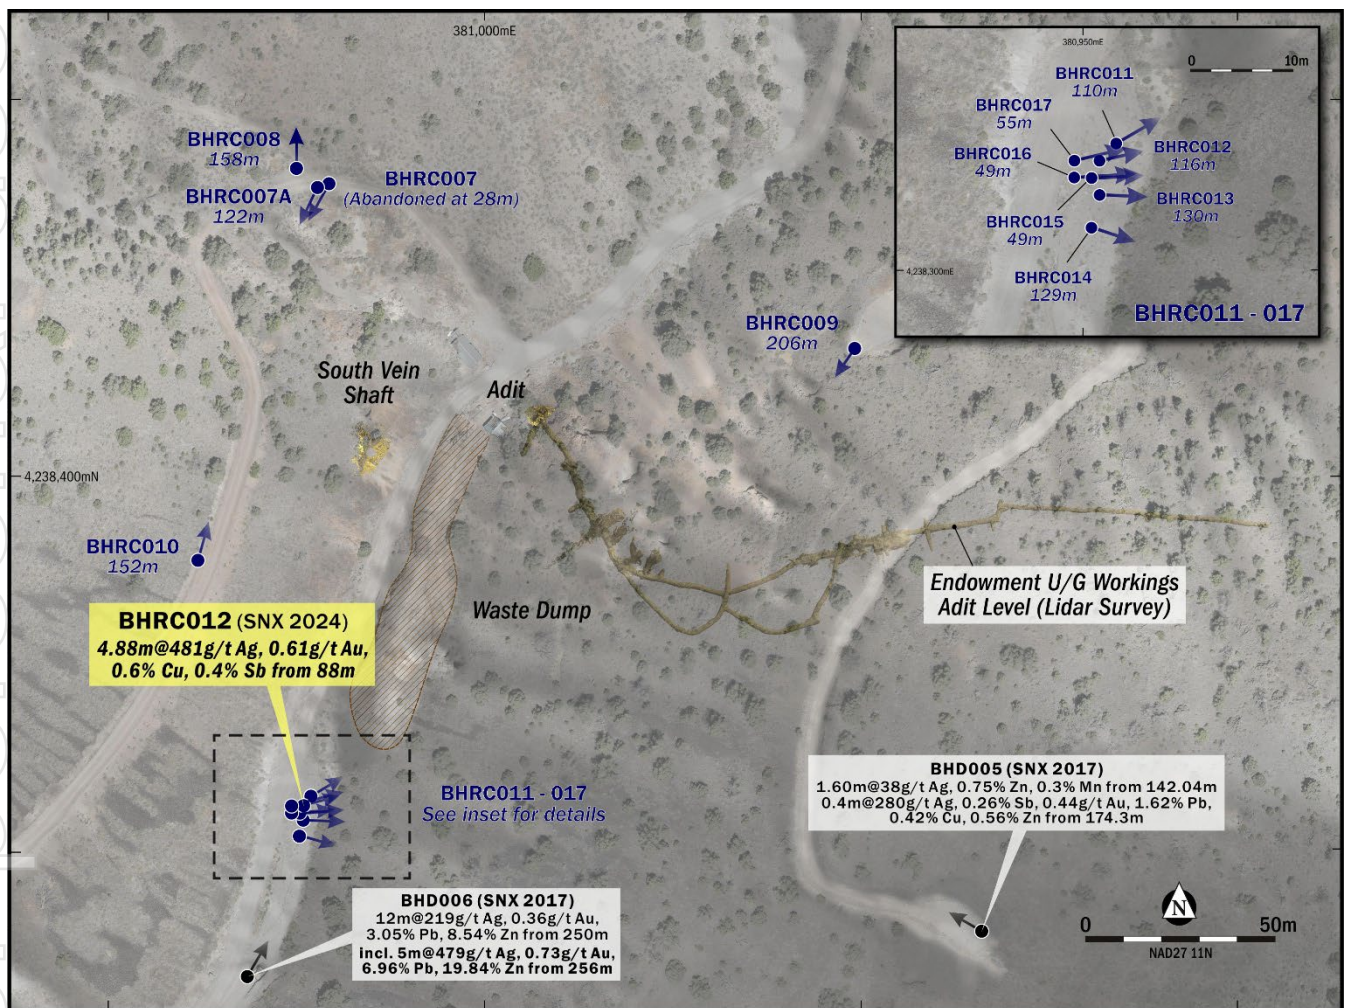 381,000mE
380,950mE
0 10m
BHRC011
110m
BHRC017
55m
BHRC012
116m
BHRC016
49m
BHRC013
130m
BHRC015
49m
BHRC014
129m
4,238,300mE
BHRC011 - 017
BHRC008
158m
BHRC007A
122m
BHRC007
(Abandoned at 28m)
BHRC009
206m
South Vein
Shaft
Adit
4,238,400mN
BHRC010
152m
Endowment U/G Workings
Adit Level (Lidar Survey)
Waste Dump
BHRC012 (SNX 2024)
4.88m@481g/t Ag, 0.61g/t Au,
0.6% Cu, 0.4% Sb from 88m
BHRC011 - 017
See inset for details
BHD005 (SNX 2017)
1.60m@38g/t Ag, 0.75% Zn, 0.3% Mn from 142.04m
0.4m@280g/t Ag, 0.26% Sb, 0.44g/t Au, 1.62% Pb,
0.42% Cu, 0.56% Zn from 174.3m
BHD006 (SNX 2017)
12m@219g/t Ag, 0.36g/t Au,
3.05% Pb, 8.54% Zn from 250m
incl. 5m@479g/t Ag, 0.73g/t Au,
6.96% Pb, 19.84% Zn from 256m
N
0 50m
NAD27 11N